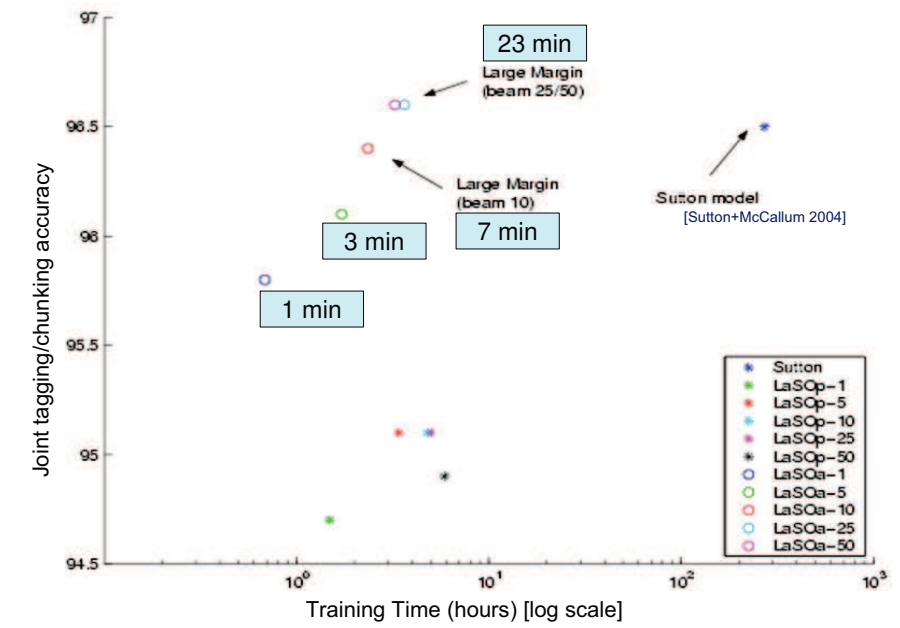 97
96.5
96
95.5
95
94.5
Joint tagging/chunking accuracy
23 min
Large Margin
(beam 25/50)
Large Margin
(beam 10)
7 min
3 min
1 min
Sutton model
[Sutton+McCallum 2004]
Sutton
LaSOp-1
LaSOp-5
LaSOp-10
LaSOp-25
LaSOp-50
LaSOa-1
LaSOa-5
LaSOa-10
LaSOa-25
LaSOa-50
10⁰
10¹
10²
10³
Training Time (hours) [log scale]